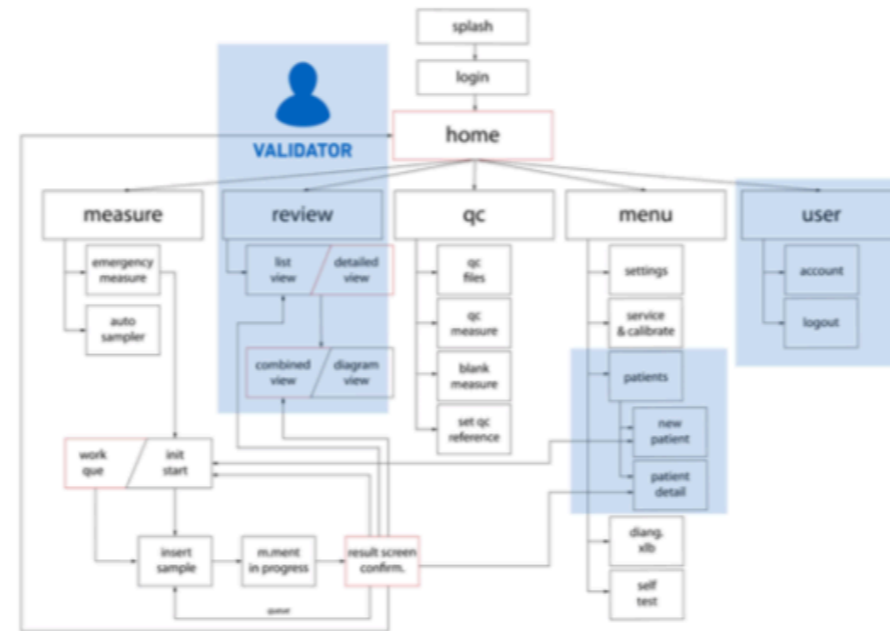 splash
login
home
VALIDATOR
measure
review
qc
menu
user
emergency
measure
auto
sampler
list
view
detailed
view
combined
view
diagram
view
qc
files
qc
measure
blank
measure
set qc
reference
settings
service
& calibrate
patients
new
patient
patient
detail
diang.
xlb
self
test
account
logout
work
que
init
start
insert
sample
m.ment
in progress
result screen
confirm.